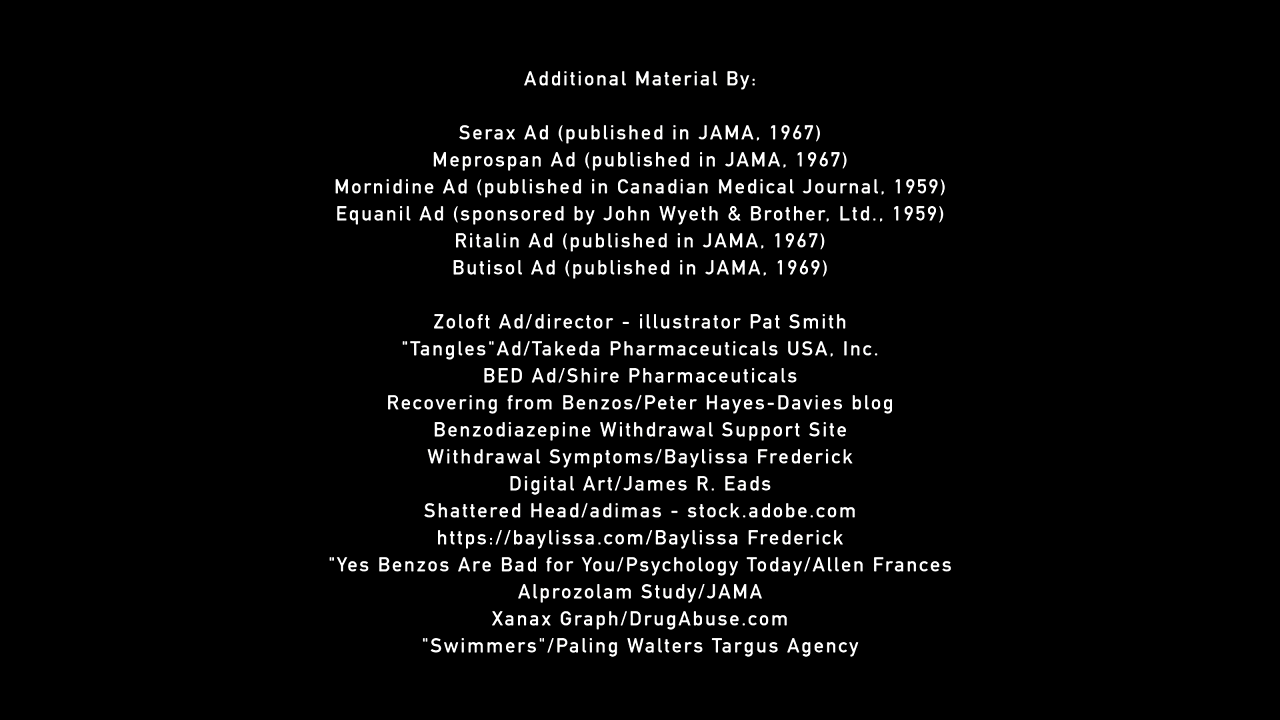 Additional Material By:
Serax Ad (published in JAMA, 1967)
Meprospan Ad (published in JAMA, 1967)
Mornidine Ad (published in Canadian Medical Journal, 1959)
Equanil Ad (sponsored by John Wyeth & Brother, Ltd., 1959)
Ritalin Ad (published in JAMA, 1967)
Butisol Ad (published in JAMA, 1969)
Zoloft Ad/director - illustrator Pat Smith
"Tangles"Ad/Takeda Pharmaceuticals USA, Inc.
BED Ad/Shire Pharmaceuticals
Recovering from Benzos/Peter Hayes-Davies blog
Benzodiazepine Withdrawal Support Site
Withdrawal Symptoms/Baylissa Frederick
Digital Art/James R. Eads
Shattered Head/adimas - stock.adobe.com
https://baylissa.com/Baylissa Frederick
"Yes Benzos Are Bad for You/Psychology Today/Allen Frances
Alprozolam Study/JAMA
Xanax Graph/DrugAbuse.com
"Swimmers"/Paling Walters Targus Agency